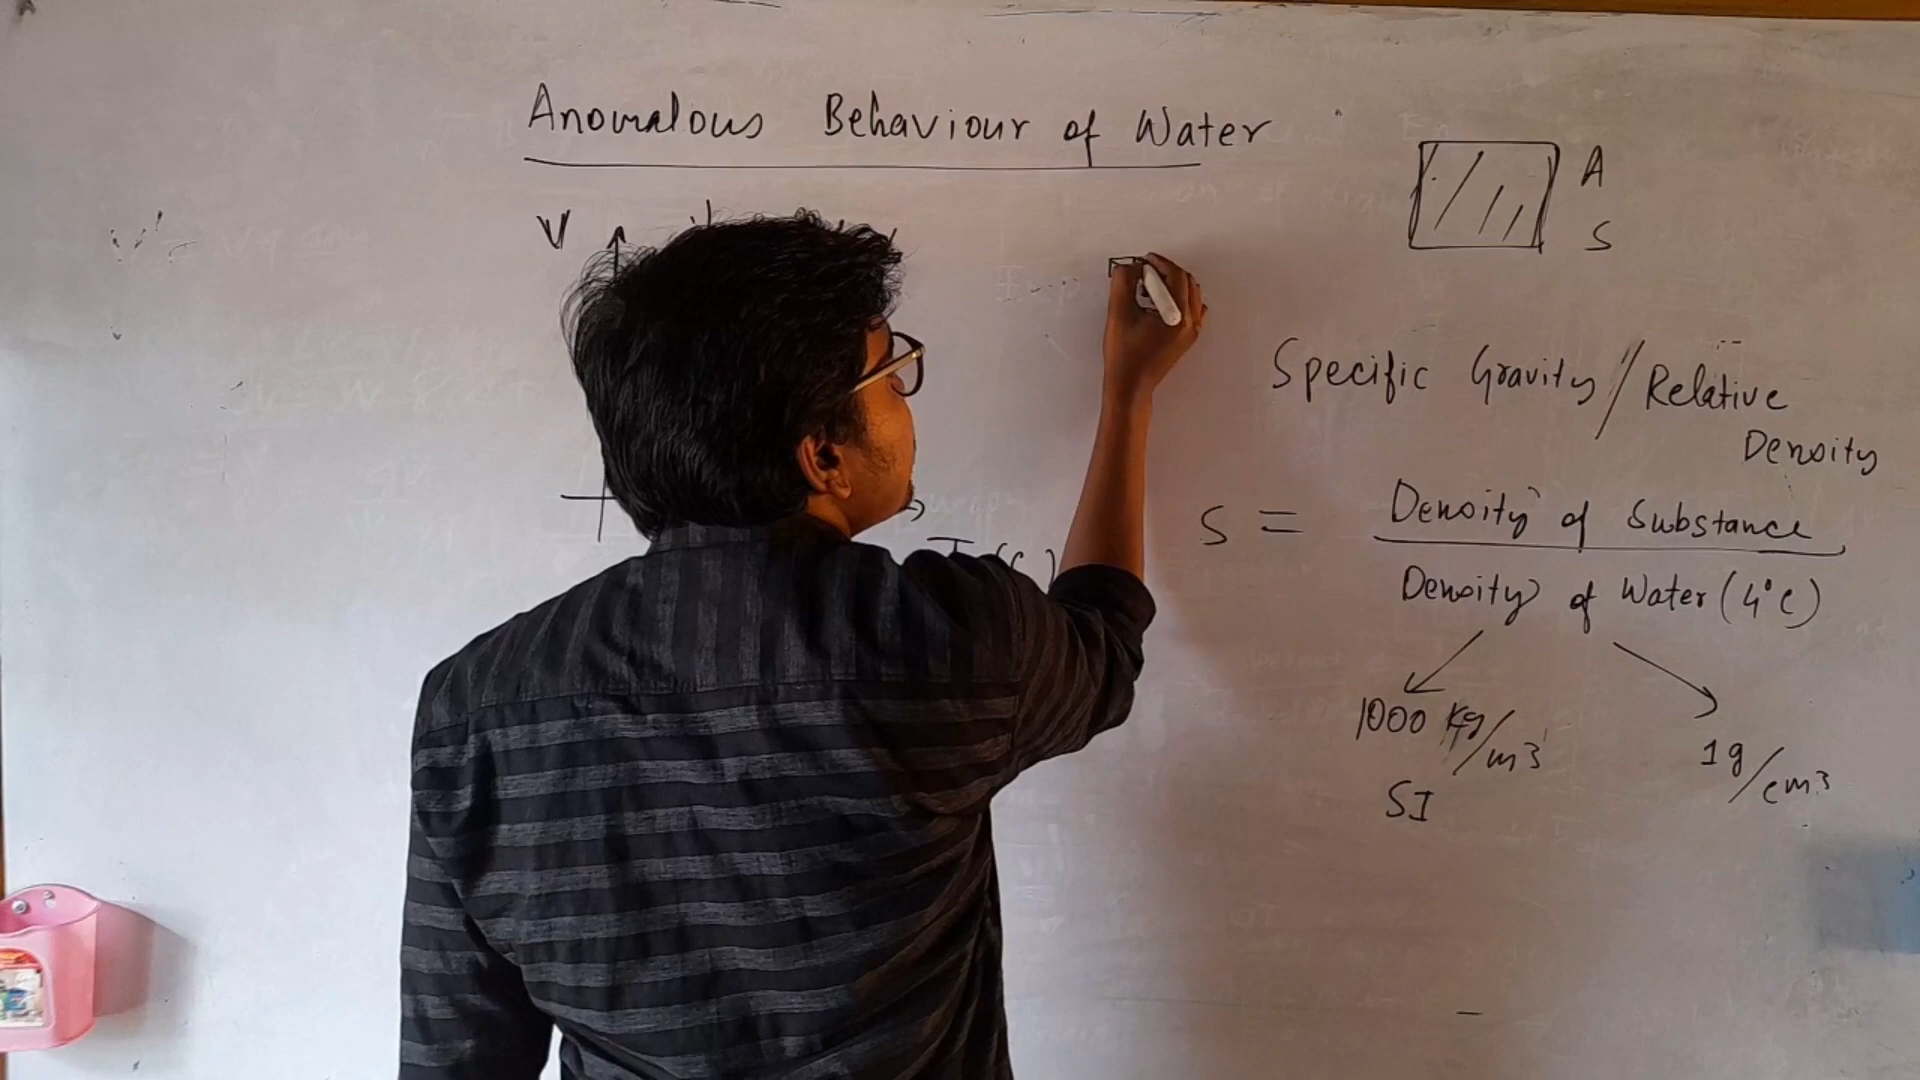 Anomalous Behaviour of Water
V
A
S
Specific Gravity / Relative
Density
S = Density of Substance
Density of Water (4°C)
1000 Kg/m3
1g/cm3
SI